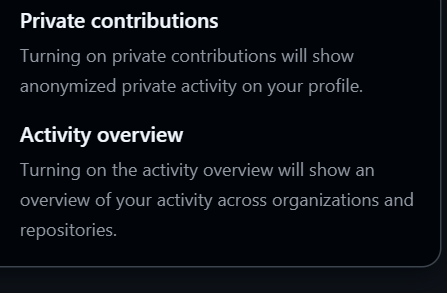 Private contributions
Turning on private contributions will show
anonymized private activity on your profile.
Activity overview
Turning on the activity overview will show an
overview of your activity across organizations and
repositories.